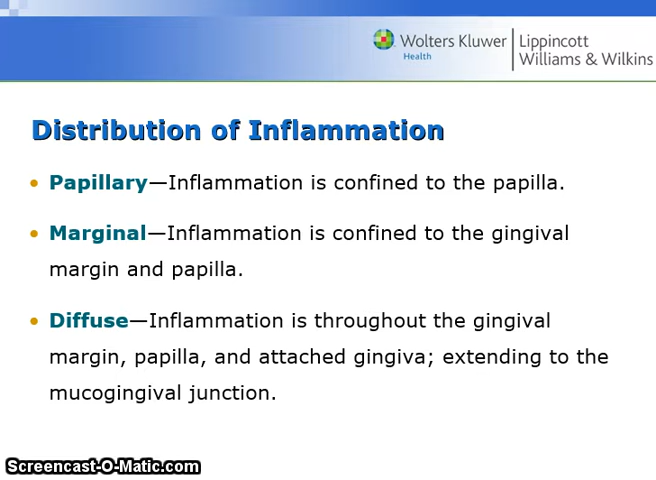 Wolters Kluwer
Health
Lippincott
Williams & Wilkins
Distribution of Inflammation
• Papillary—Inflammation is confined to the papilla.
• Marginal—Inflammation is confined to the gingival
margin and papilla.
• Diffuse—Inflammation is throughout the gingival
margin, papilla, and attached gingiva; extending to the
mucogingival junction.
Screencast-O-Matic.com